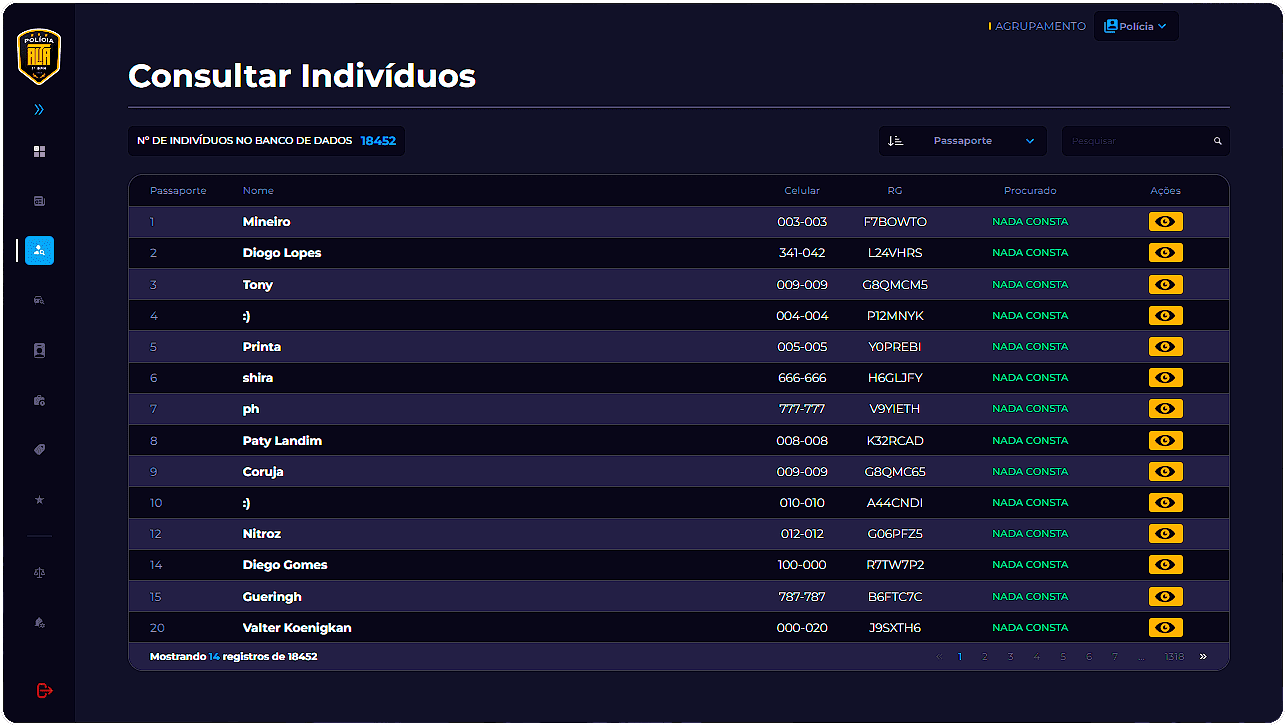 POLÍCIA
ALTA
1º BPM
AGRUPAMENTO
Polícia
Consultar Indivíduos
Nº DE INDIVÍDUOS NO BANCO DE DADOS 18452
Passaporte
Pesquisar
Passaporte Nome Celular RG Procurado Ações
1 Mineiro 003-003 F7BOWTO NADA CONSTA
2 Diogo Lopes 341-042 L24VHRS NADA CONSTA
3 Tony 009-009 G8QMCM5 NADA CONSTA
4 :) 004-004 P12MNYK NADA CONSTA
5 Printa 005-005 Y0PREBI NADA CONSTA
6 shira 666-666 H6GLJFY NADA CONSTA
7 ph 777-777 V9YIETH NADA CONSTA
8 Paty Landim 008-008 K32RCAD NADA CONSTA
9 Coruja 009-009 G8QMC65 NADA CONSTA
10 :) 010-010 A44CNDI NADA CONSTA
12 Nitroz 012-012 G06PFZ5 NADA CONSTA
14 Diego Gomes 100-000 R7TW7P2 NADA CONSTA
15 Gueringh 787-787 B6FTC7C NADA CONSTA
20 Valter Koenigkan 000-020 J9SXTH6 NADA CONSTA
Mostrando 14 registros de 18452 « 1 2 3 4 5 6 7 ... 1318 »